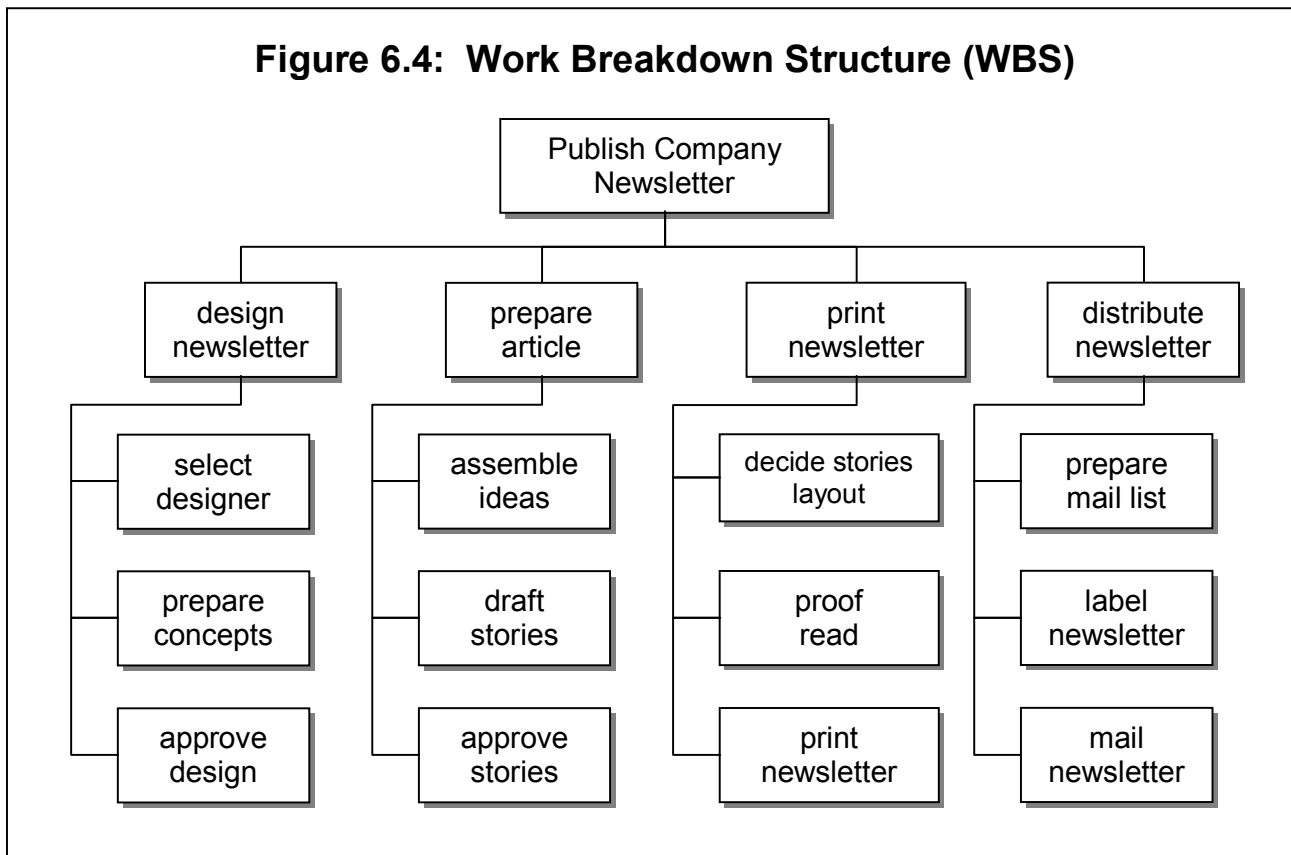 Figure 6.4: Work Breakdown Structure (WBS)
Publish Company
Newsletter
design
newsletter
prepare
article
print
newsletter
distribute
newsletter
select
designer
assemble
ideas
decide stories
layout
prepare
mail list
prepare
concepts
draft
stories
proof
read
label
newsletter
approve
design
approve
stories
print
newsletter
mail
newsletter